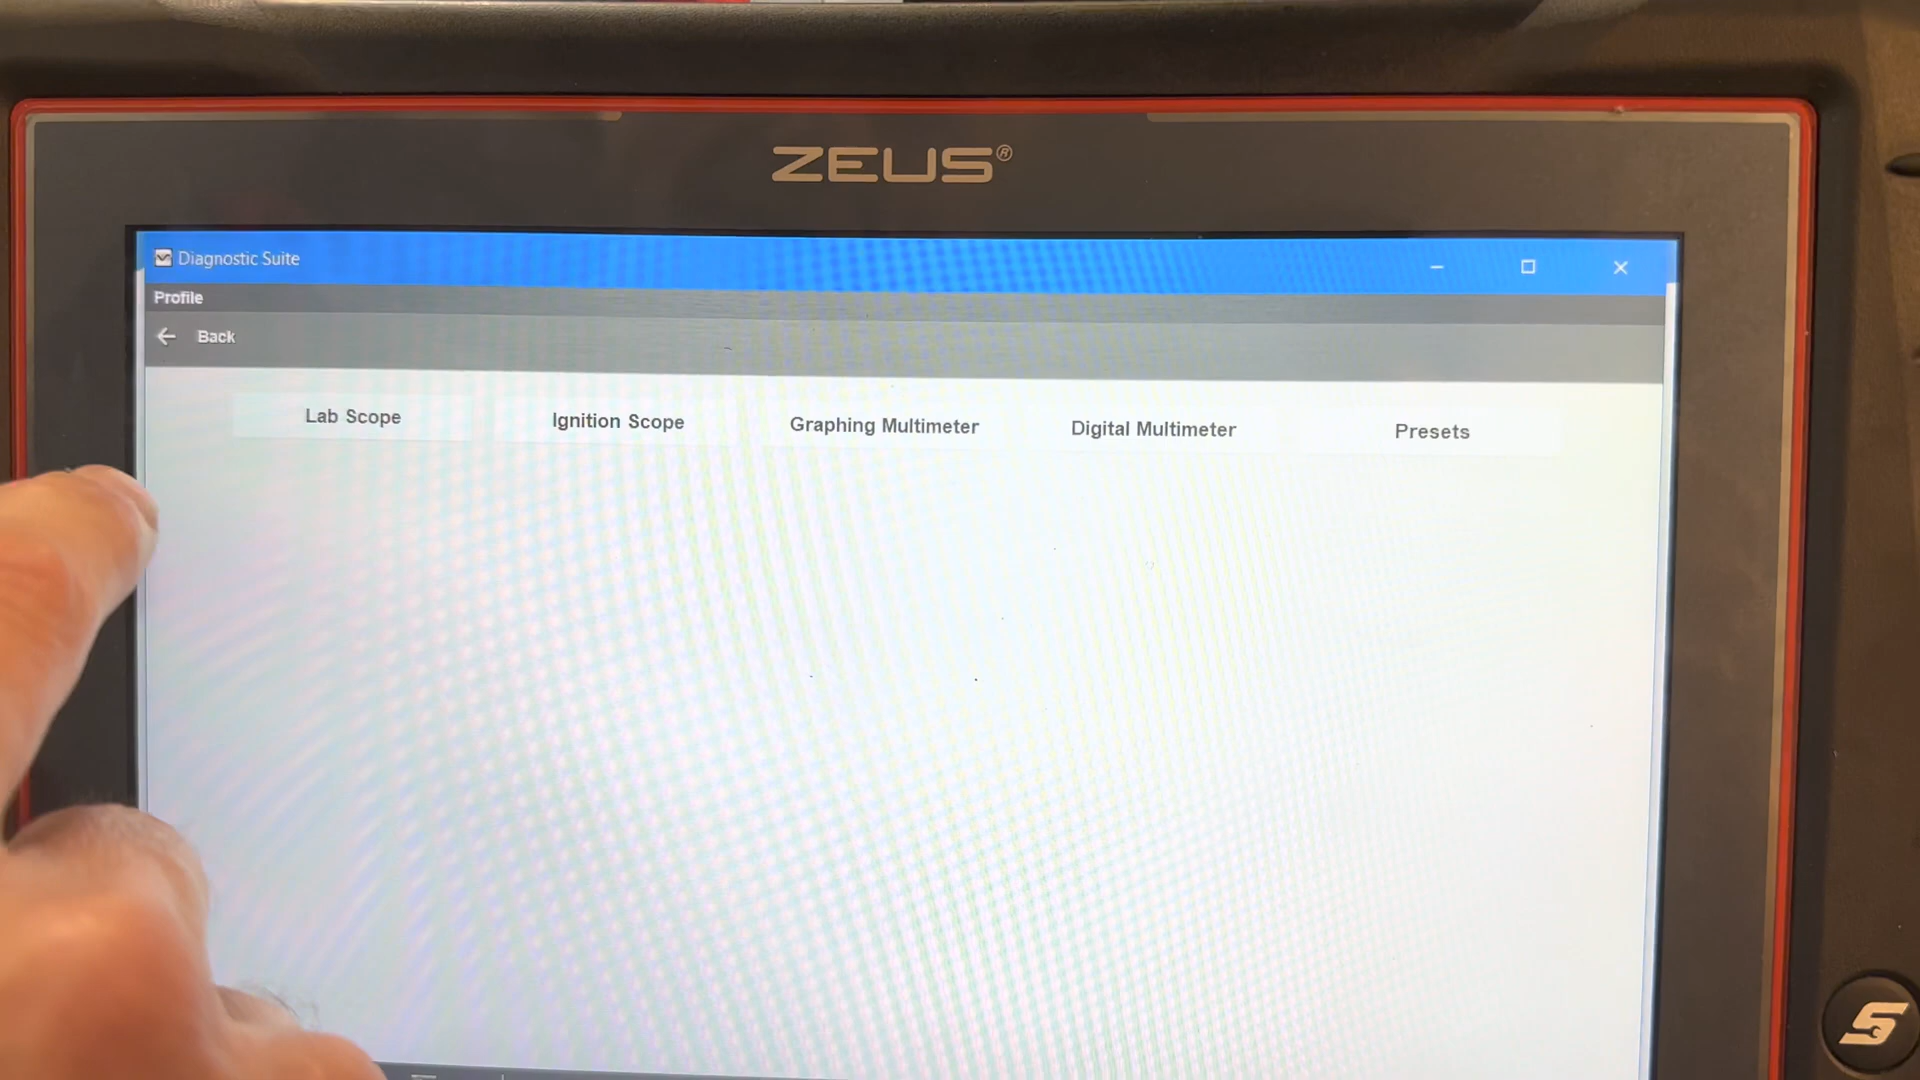 ZEUS®
Diagnostic Suite
Profile
Back
Lab Scope
Ignition Scope
Graphing Multimeter
Digital Multimeter
Presets